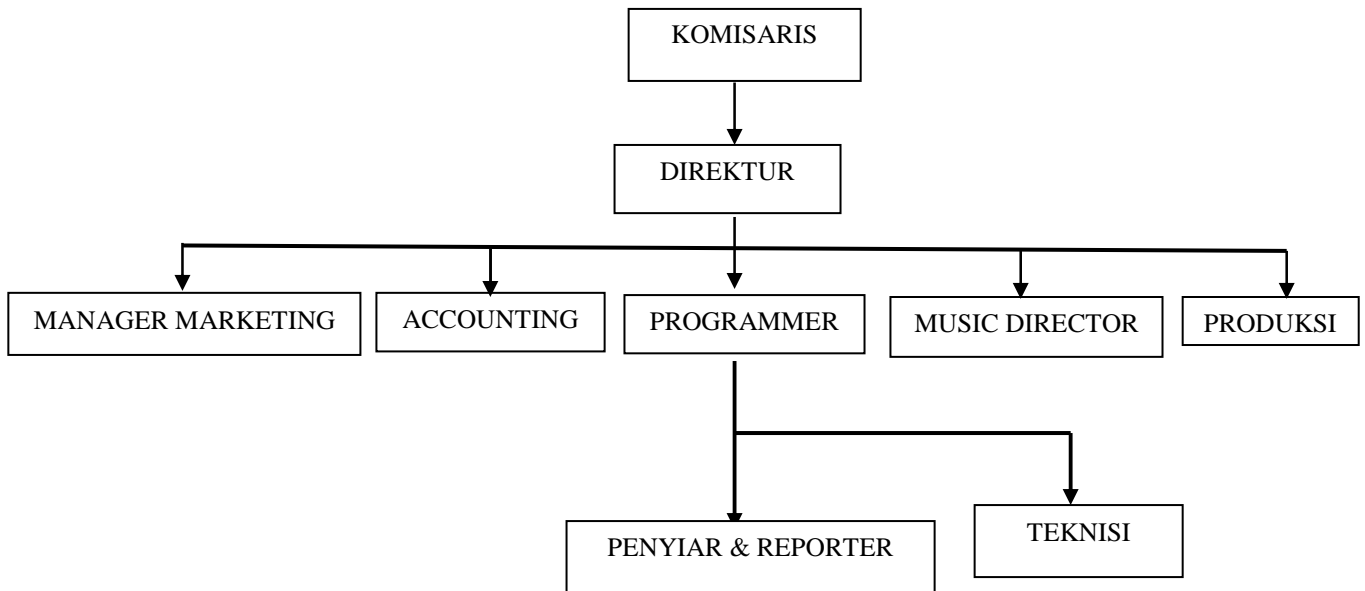 KOMISARIS
DIREKTUR
MANAGER MARKETING
ACCOUNTING
PROGRAMMER
MUSIC DIRECTOR
PRODUKSI
PENYIAR & REPORTER
TEKNISI